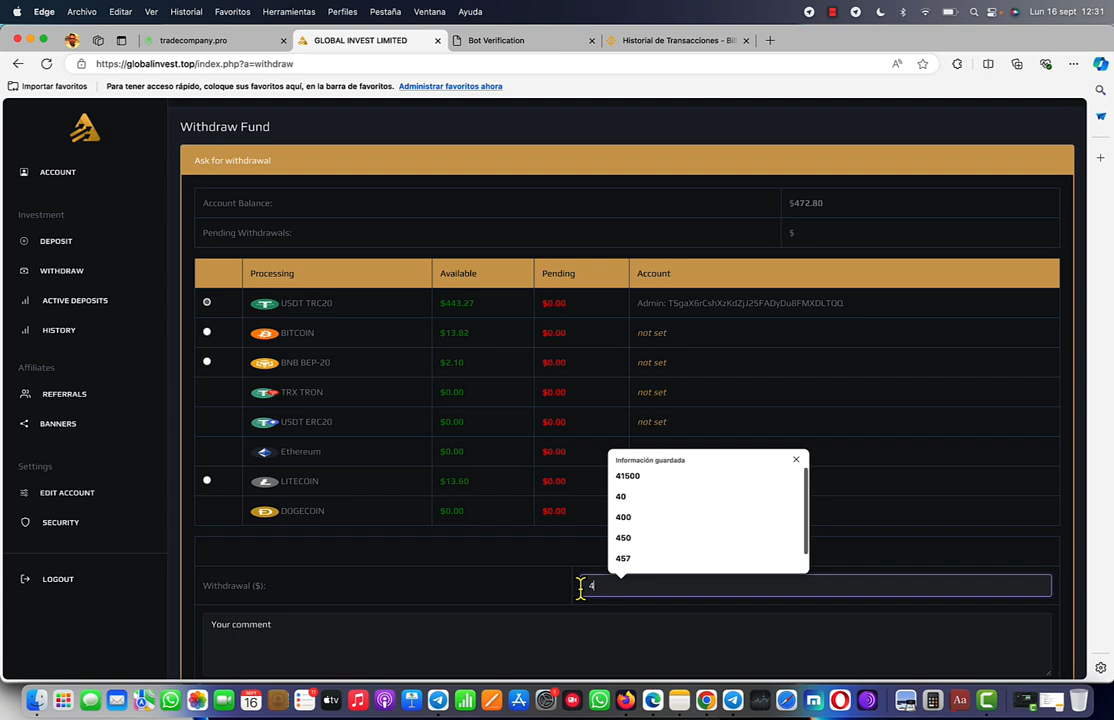 Edge Archivo Editar Ver Historial Favoritos Herramientas Perfiles Pestaña Ventana Ayuda Lun 16 sept 12:31
tradecompany.pro GLOBAL INVEST LIMITED Bot Verification Historial de Transacciones - Bill
https://globalinvest.top/index.php?a=withdraw
Importar favoritos Para tener acceso rápido, coloque sus favoritos aquí, en la barra de favoritos. Administrar favoritos ahora
Withdraw Fund
Ask for withdrawal
ACCOUNT
Account Balance: $472.80
Investment
Pending Withdrawals: $
DEPOSIT
WITHDRAW
Processing Available Pending Account
ACTIVE DEPOSITS
USDT TRC20 $443.27 $0.00
HISTORY
BITCOIN $13.82 $0.00 not set
Affiliates
BNB BEP-20 $2.10 $0.00 not set
REFERRALS
TRX TRON $0.00 $0.00 not set
BANNERS
USDT ERC20 $0.00 $0.00 not set
Ethereum $0.00 $0.00
Settings
Información guardada
41500
LITECOIN $13.60 $0.00
EDIT ACCOUNT
40
DOGECOIN $0.00 $0.00
400
SECURITY
450
457
LOGOUT
Withdrawal ($): 4
Your comment